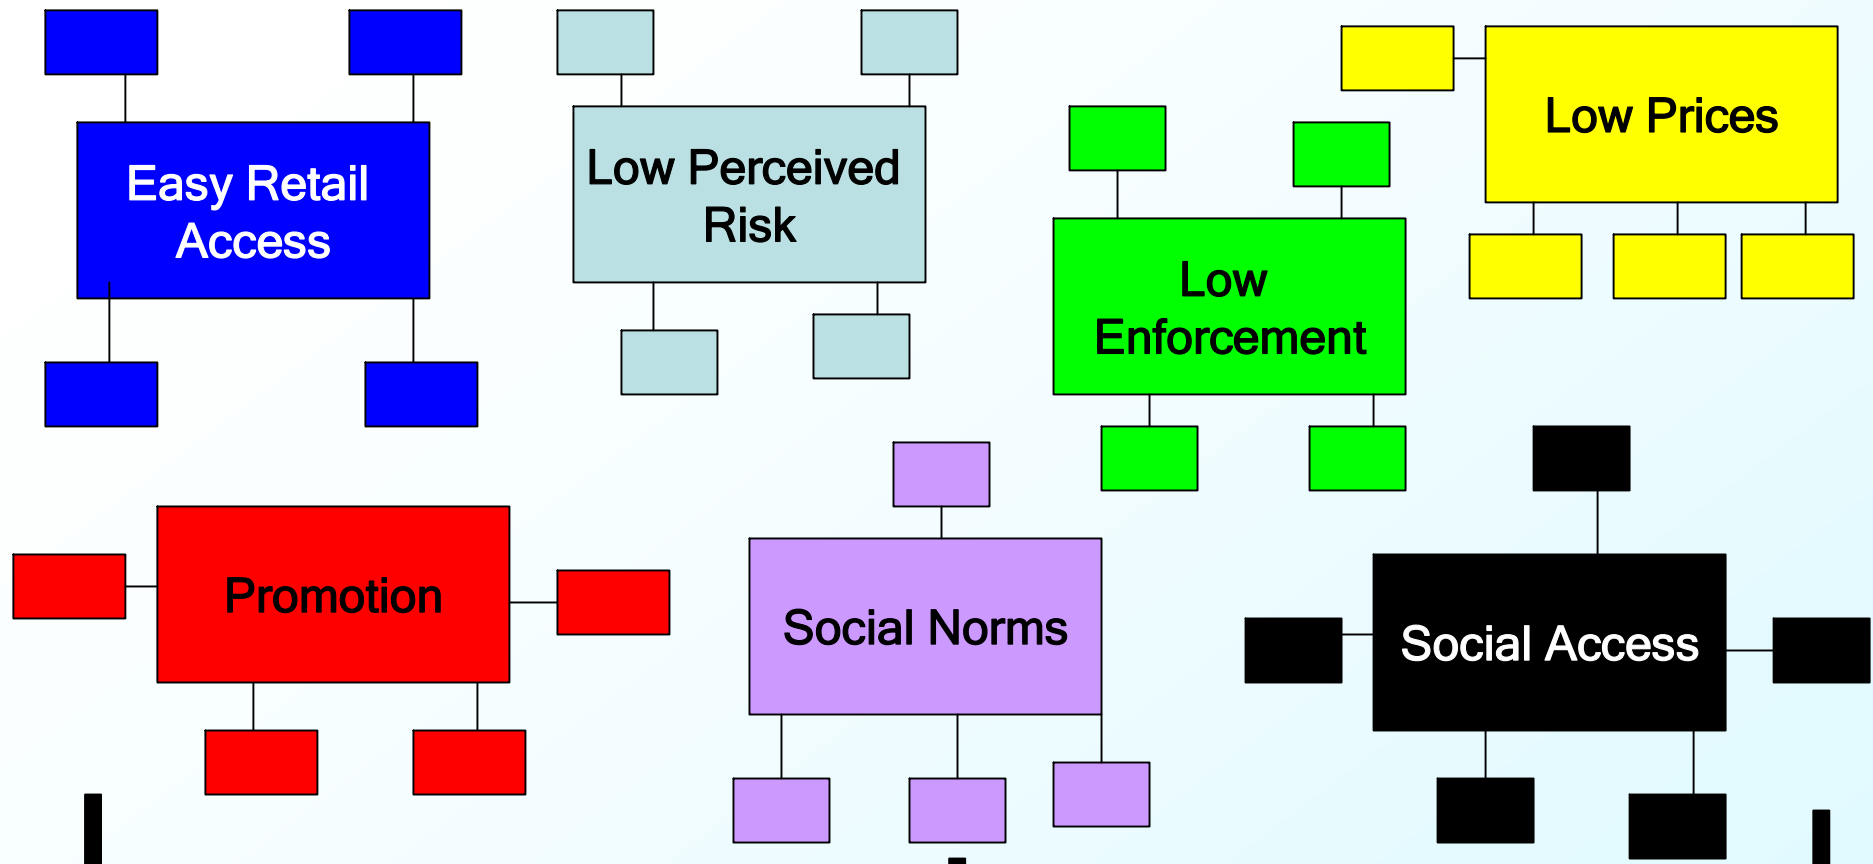 Easy Retail
Access
Low Perceived
Risk
Low
Enforcement
Low Prices
Promotion
Social Norms
Social Access